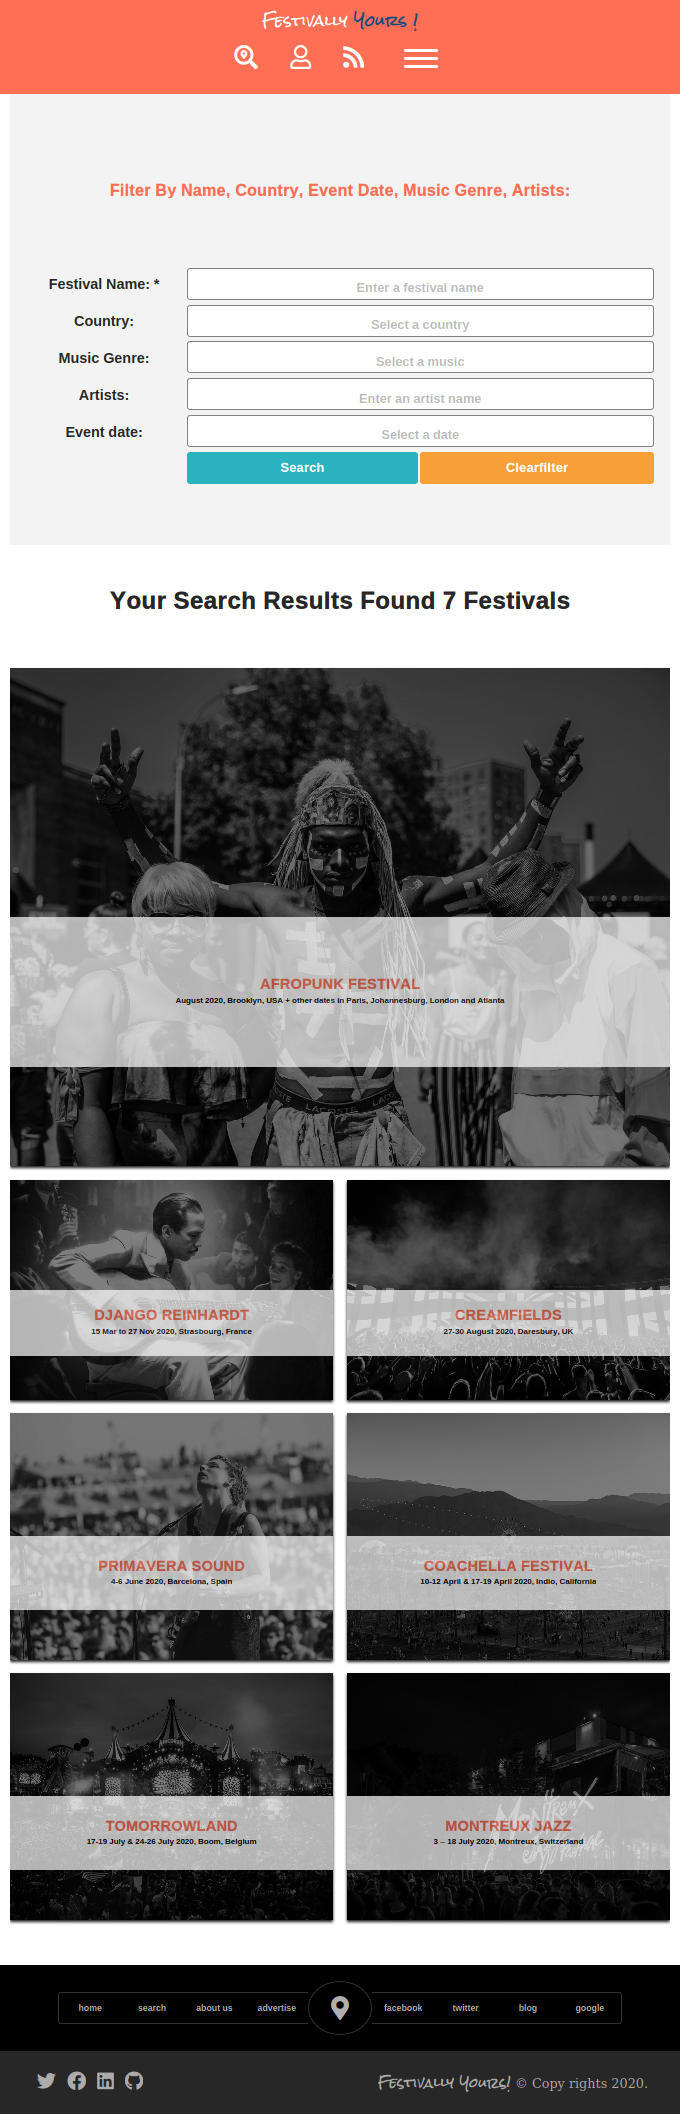 Festivally Yours !
Filter By Name, Country, Event Date, Music Genre, Artists:
Festival Name: *
Enter a festival name
Country:
Select a country
Music Genre:
Select a music
Artists:
Enter an artist name
Event date:
Select a date
Search
Clearfilter
Your Search Results Found 7 Festivals
AFROPUNK FESTIVAL
August 2020, Brooklyn, USA + other dates in Paris, Johannesburg, London and Atlanta
LACOSTE
DJANGO REINHARDT
15 Mar to 27 Nov 2020, Strasbourg, France
CREAMFIELDS
27-30 August 2020, Daresbury, UK
PRIMAVERA SOUND
4-6 June 2020, Barcelona, Spain
COACHELLA FESTIVAL
10-12 April & 17-19 April 2020, Indio, California
TOMORROWLAND
17-19 July & 24-26 July 2020, Boom, Belgium
MONTREUX JAZZ
3 – 18 July 2020, Montreux, Switzerland
Montreux
home search about us advertise facebook twitter blog google
Festivally Yours! © Copy rights 2020.